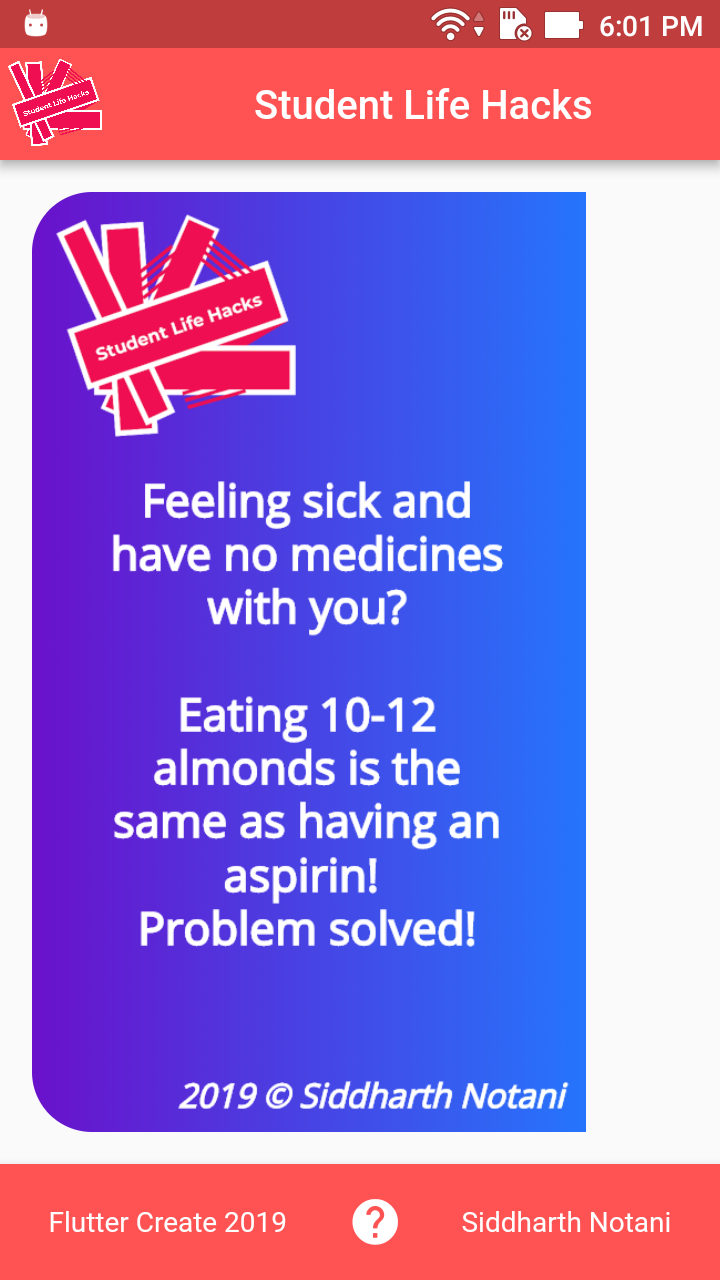 6:01 PM
Student Life Hacks
Student Life Hacks
Student Life Hacks
Feeling sick and
have no medicines
with you?
Eating 10-12
almonds is the
same as having an
aspirin!
Problem solved!
2019 © Siddharth Notani
Flutter Create 2019
?
Siddharth Notani